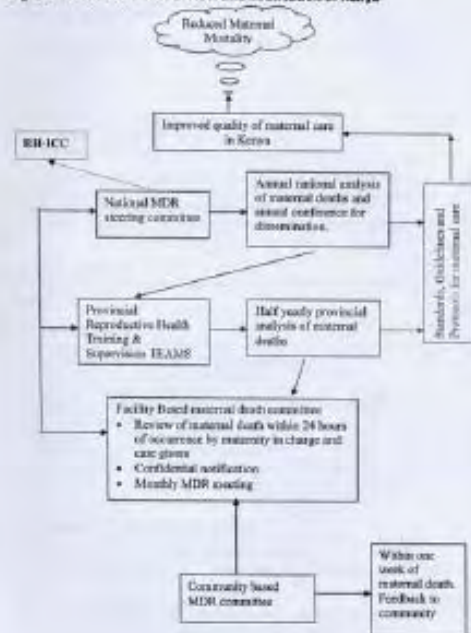 Reduced Maternal
Mortality
Improved quality of maternal care
in Kenya
RH-ICC
National MDR
steering committee
Annual national analysis
of maternal deaths and
annual conference for
dissemination.
Standards, Guidelines and
Protocols for maternal care
Provincial
Reproductive Health
Training &
Supervision TEAMS
Half yearly provincial
analysis of maternal
deaths
Facility Based maternal death committee
• Review of maternal death within 24 hours
of occurrence by maternity in charge and
care givers
• Confidential notification
• Monthly MDR meeting
Community based
MDR committee
Within one
week of
maternal death.
Feedback to
community